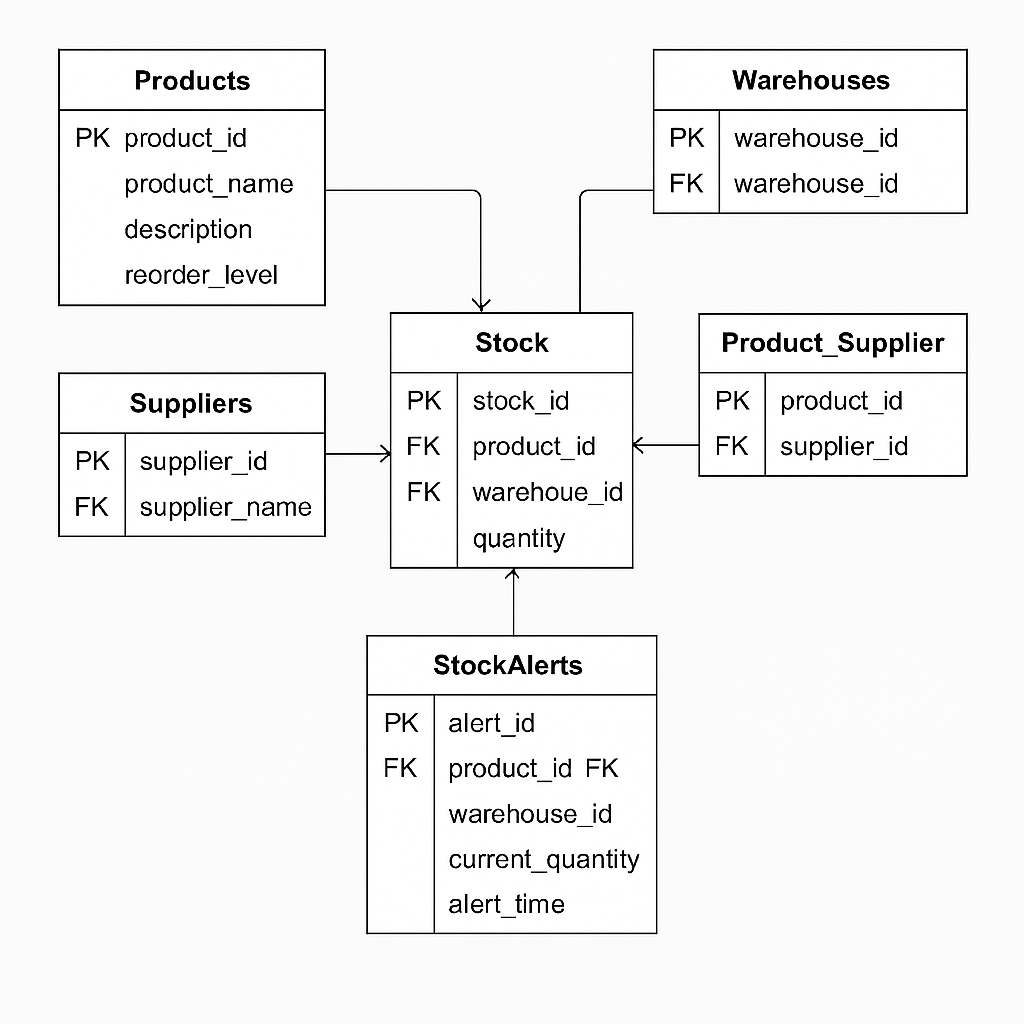 Products
PK product_id
product_name
description
reorder_level
Warehouses
PK warehouse_id
FK warehouse_id
Suppliers
PK supplier_id
FK supplier_name
Stock
PK stock_id
FK product_id
FK warehoue_id
quantity
Product_Supplier
PK product_id
FK supplier_id
StockAlerts
PK alert_id
FK product_id FK
warehouse_id
current_quantity
alert_time